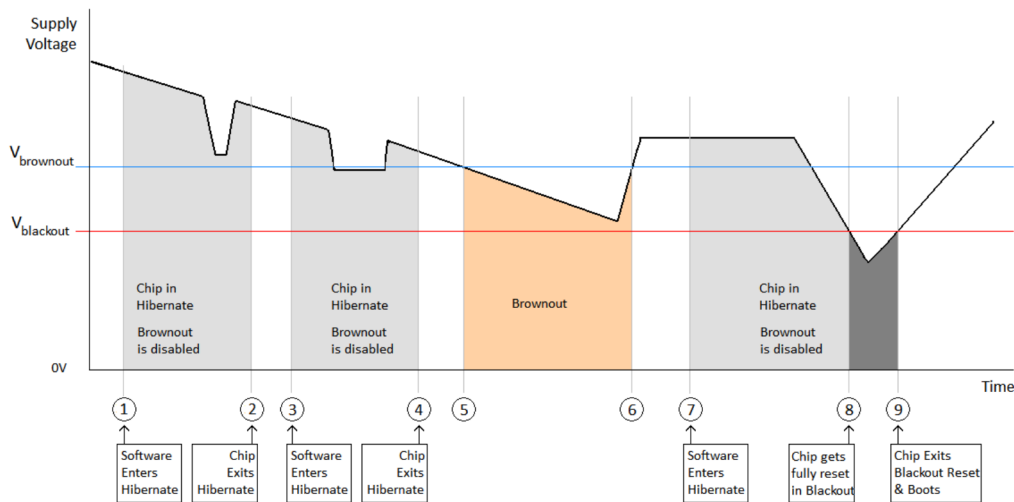 Supply
Voltage
Vbrownout
Vblackout
Chip in
Hibernate
Brownout
is disabled
Chip in
Hibernate
Brownout
is disabled
Brownout
Chip in
Hibernate
Brownout
is disabled
0V
Time
1
2
3
4
5
6
7
8
9
Software
Enters
Hibernate
Chip
Exits
Hibernate
Software
Enters
Hibernate
Chip
Exits
Hibernate
Software
Enters
Hibernate
Chip gets
fully reset
in Blackout
Chip Exits
Blackout Reset
& Boots